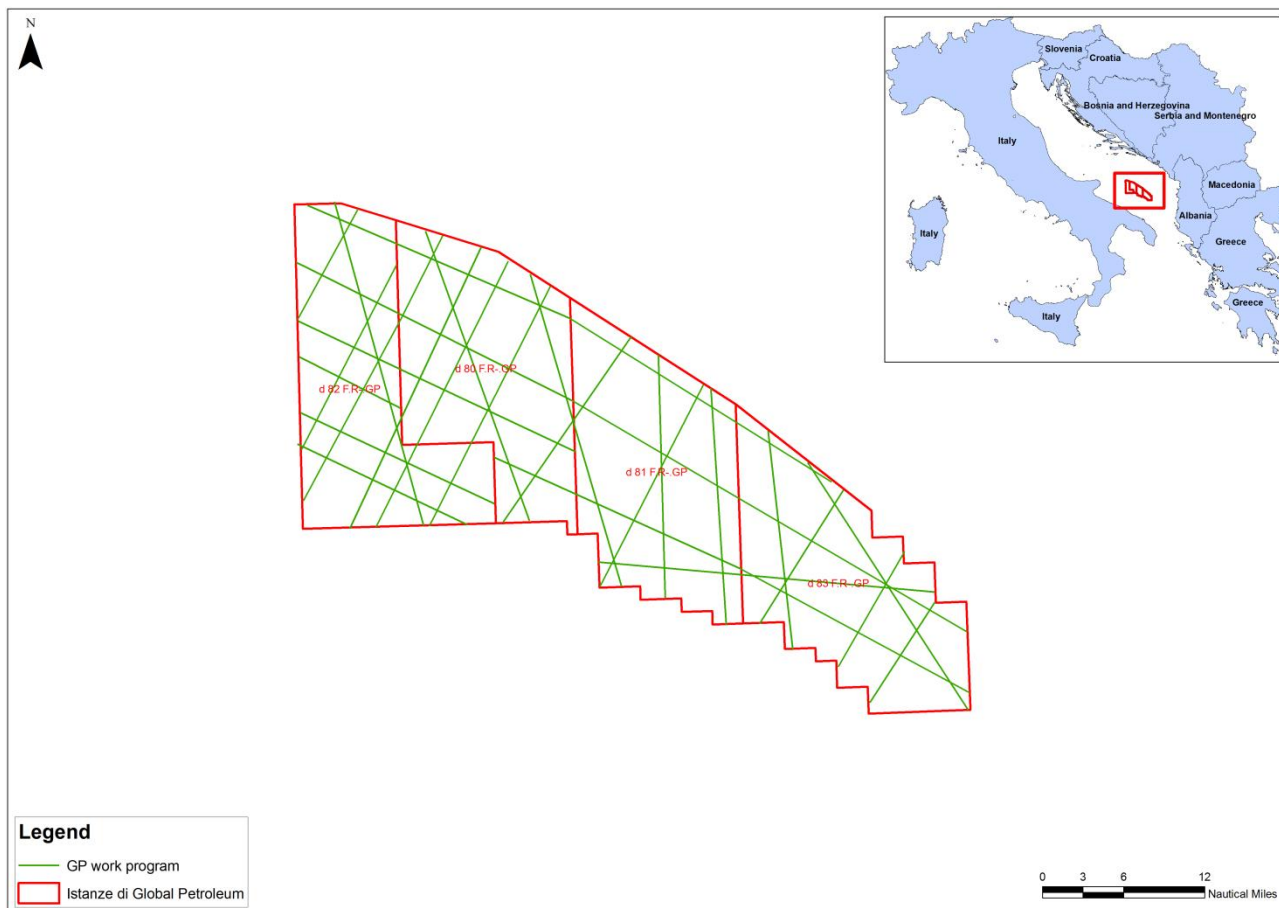 N
Slovenia
Croatia
Bosnia and Herzegovina
Serbia and Montenegro
Italy
Macedonia
Italy
Albania
Greece
Greece
Italy
d 80 F.R-.GP
d 82 F.R-.GP
d 81 F.R-.GP
d 83 F.R-.GP
Legend
GP work program
Istanze di Global Petroleum
0 3 6 12
Nautical Miles